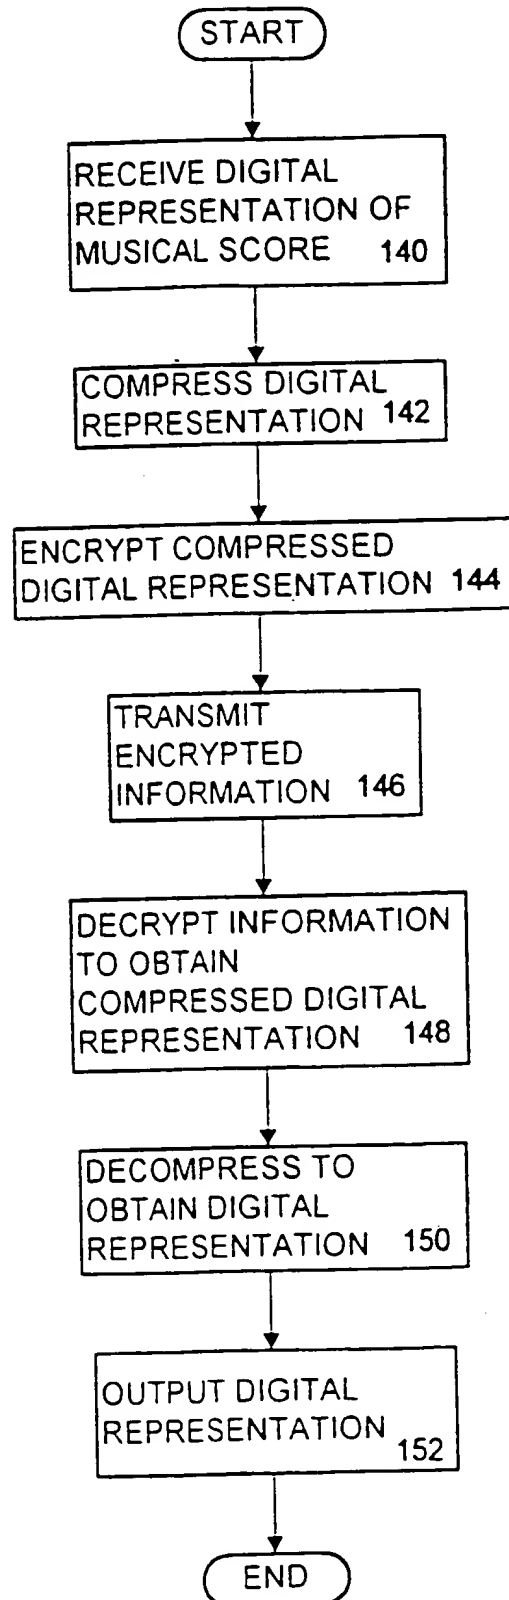 START
RECEIVE DIGITAL
REPRESENTATION OF
MUSICAL SCORE 140
COMPRESS DIGITAL
REPRESENTATION 142
ENCRYPT COMPRESSED
DIGITAL REPRESENTATION 144
TRANSMIT
ENCRYPTED
INFORMATION 146
DECRYPT INFORMATION
TO OBTAIN
COMPRESSED DIGITAL
REPRESENTATION 148
DECOMPRESS TO
OBTAIN DIGITAL
REPRESENTATION 150
OUTPUT DIGITAL
REPRESENTATION
152
END